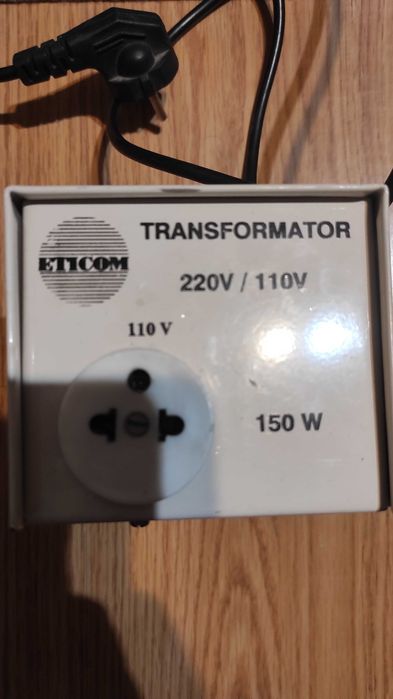 ETICOM
TRANSFORMATOR
220V / 110V
110 V
150 W